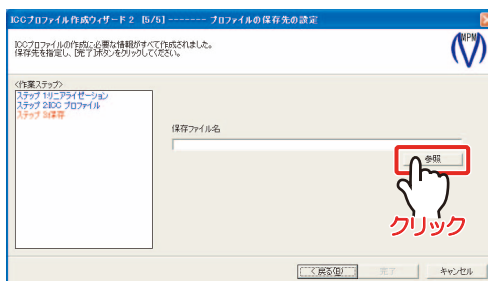 ICCプロファイル作成ウィザード2 [5/5] ------- プロファイルの保存先の設定
ICCプロファイルの作成に必要な情報がすべて作成されました。
保存先を指定し、[完了]ボタンをクリックしてください。
MPM
<作業ステップ>
ステップ 1:リニアライゼーション
ステップ 2:ICC プロファイル
ステップ 3:保存
保存ファイル名
参照
クリック
< 戻る(B)
完了
キャンセル